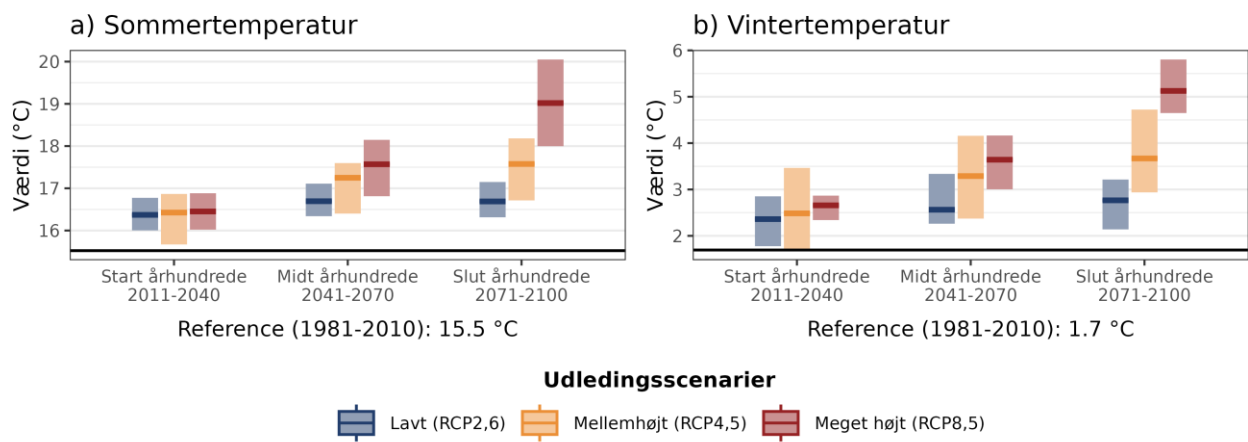 a) Sommertemperatur
Værdi (°C)
20
19
18
17
16
Start århundrede
2011-2040
Midt århundrede
2041-2070
Slut århundrede
2071-2100
Reference (1981-2010): 15.5 °C
b) Vintertemperatur
Værdi (°C)
6
5
4
3
2
Start århundrede
2011-2040
Midt århundrede
2041-2070
Slut århundrede
2071-2100
Reference (1981-2010): 1.7 °C
Udledingsscenarier
Lavt (RCP2,6)
Mellemhøjt (RCP4,5)
Meget højt (RCP8,5)